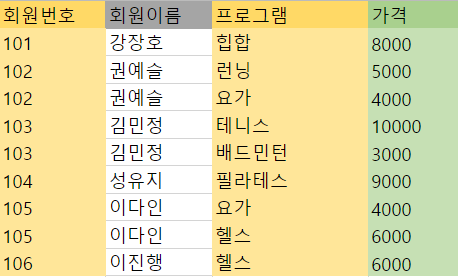 회원번호 회원이름 프로그램 가격
101 강장호 힙합 8000
102 권예슬 런닝 5000
102 권예슬 요가 4000
103 김민정 테니스 10000
103 김민정 배드민턴 3000
104 성유지 필라테스 9000
105 이다인 요가 4000
105 이다인 헬스 6000
106 이진행 헬스 6000